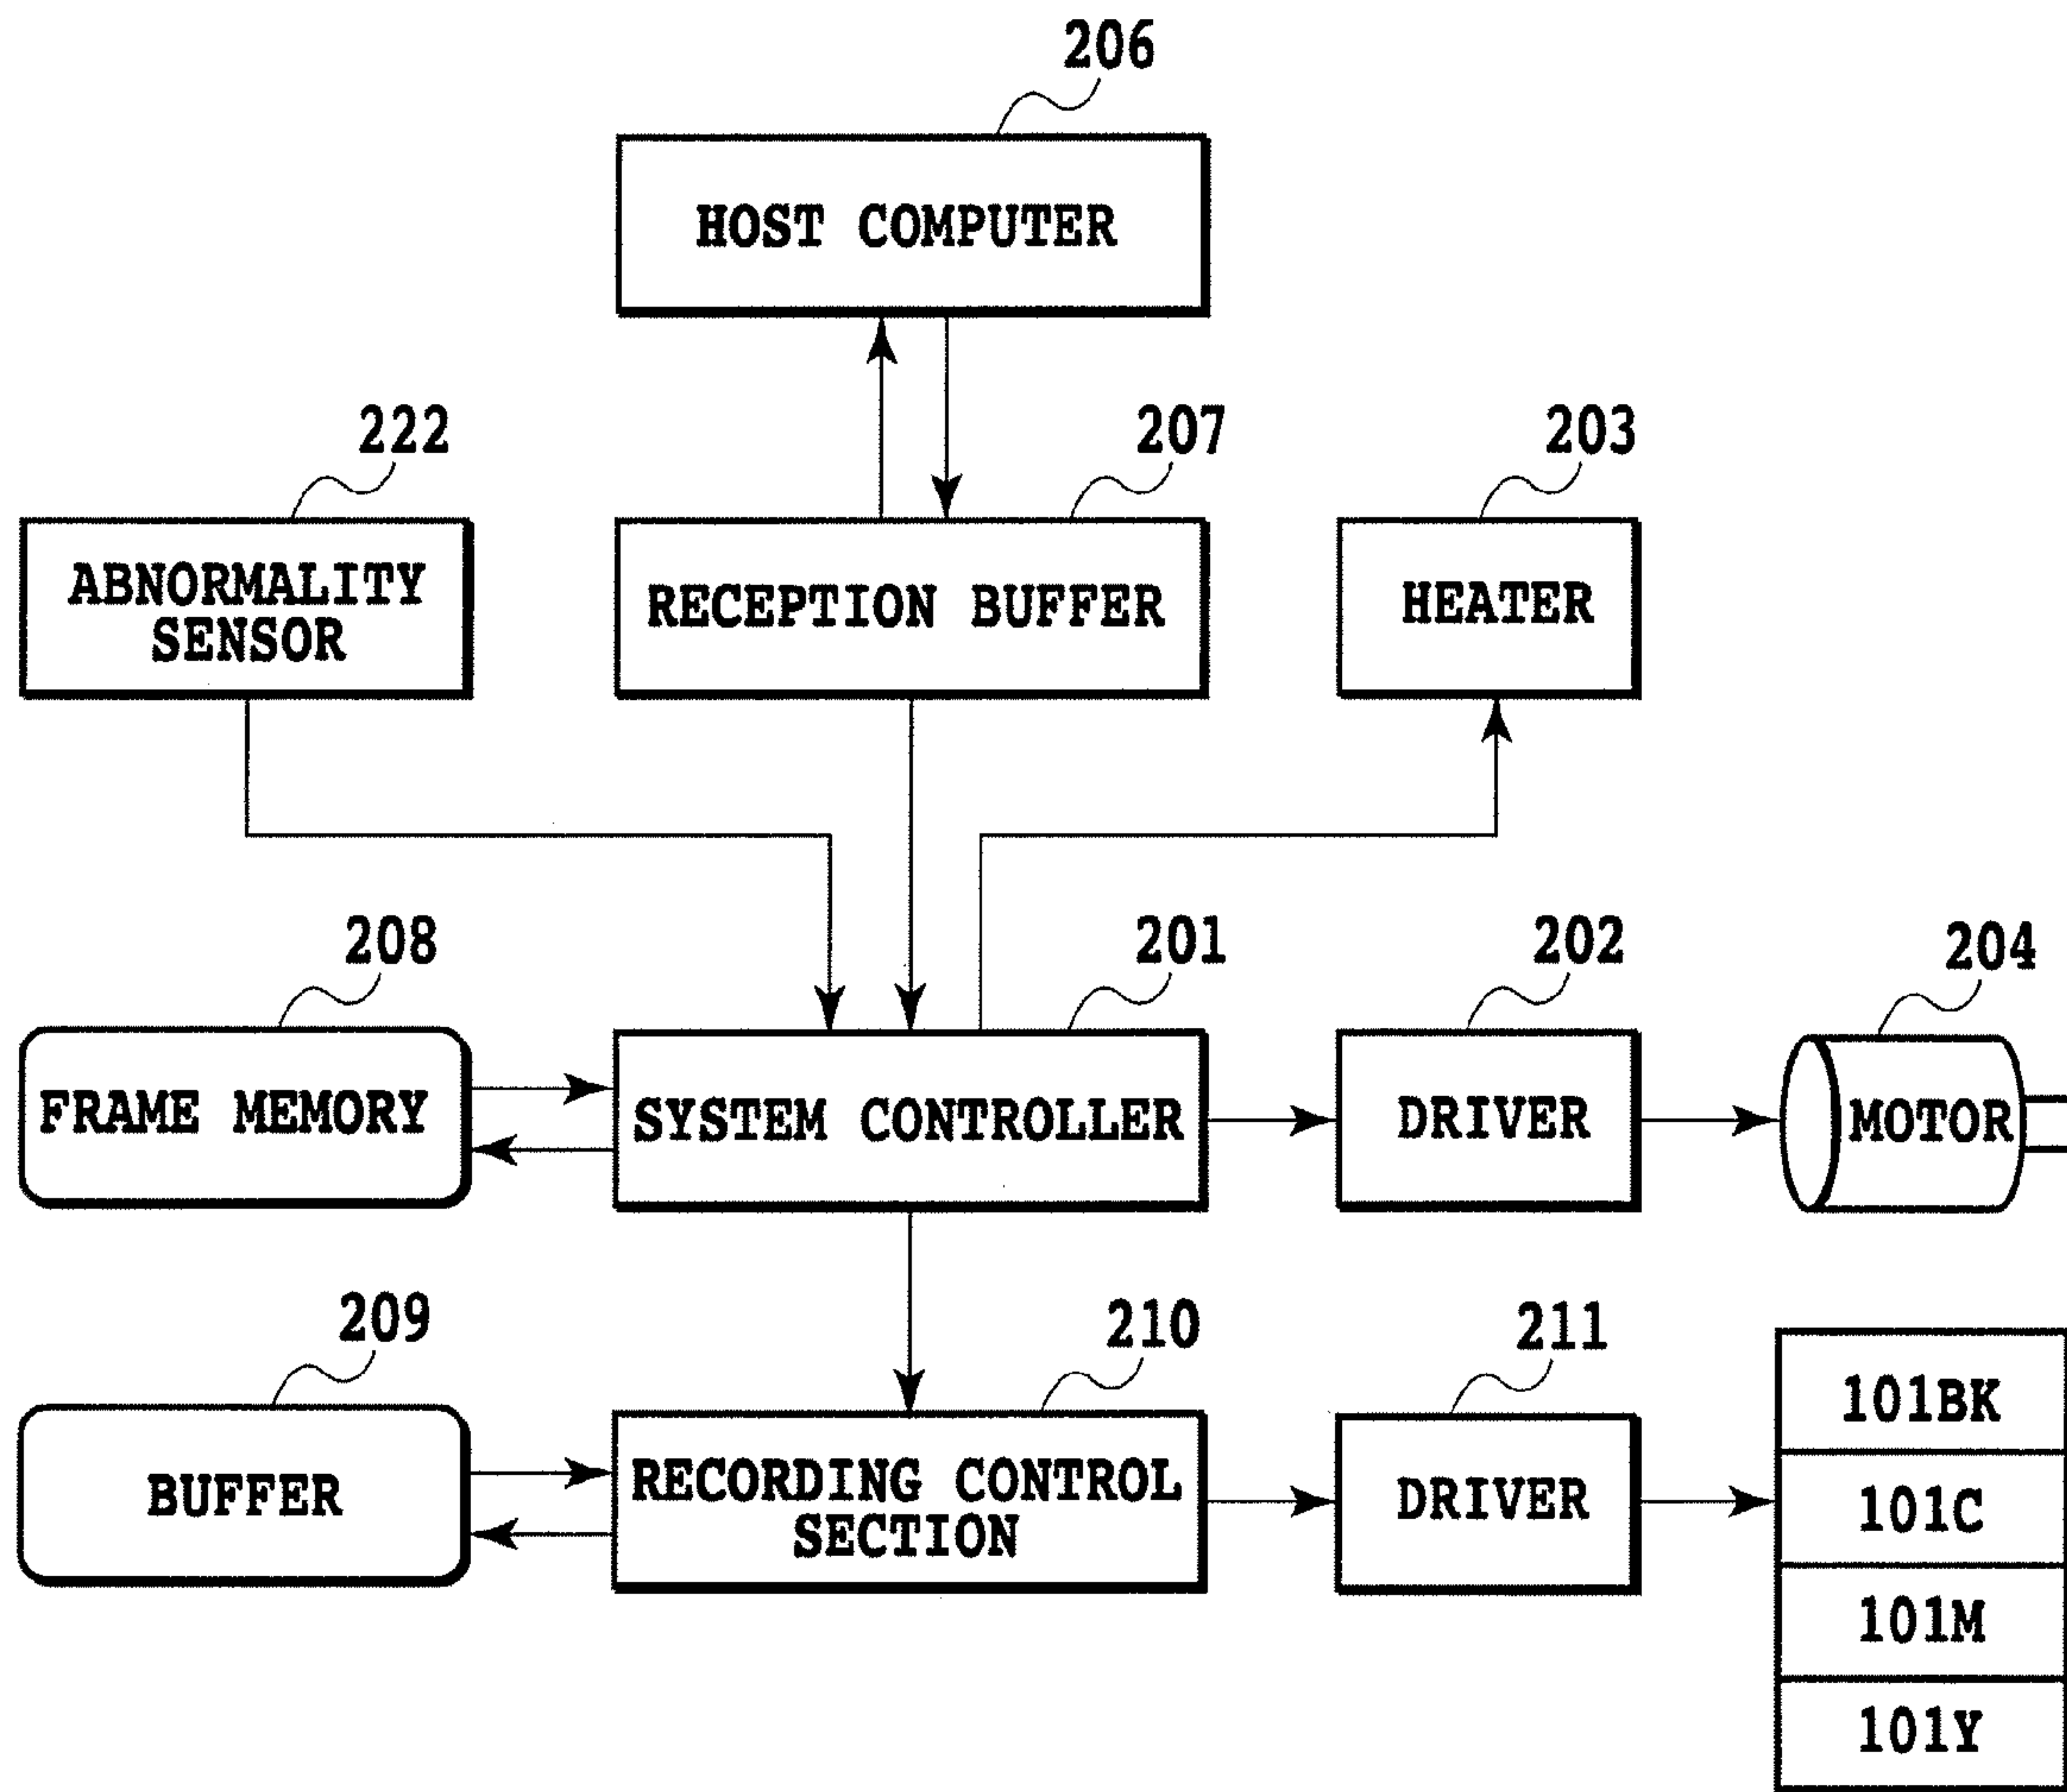 206
HOST COMPUTER
222
207
203
ABNORMALITY
SENSOR
RECEPTION BUFFER
HEATER
208
201
202
204
FRAME MEMORY
SYSTEM CONTROLLER
DRIVER
MOTOR
209
210
211
BUFFER
RECORDING CONTROL
SECTION
DRIVER
101BK
101C
101M
101Y